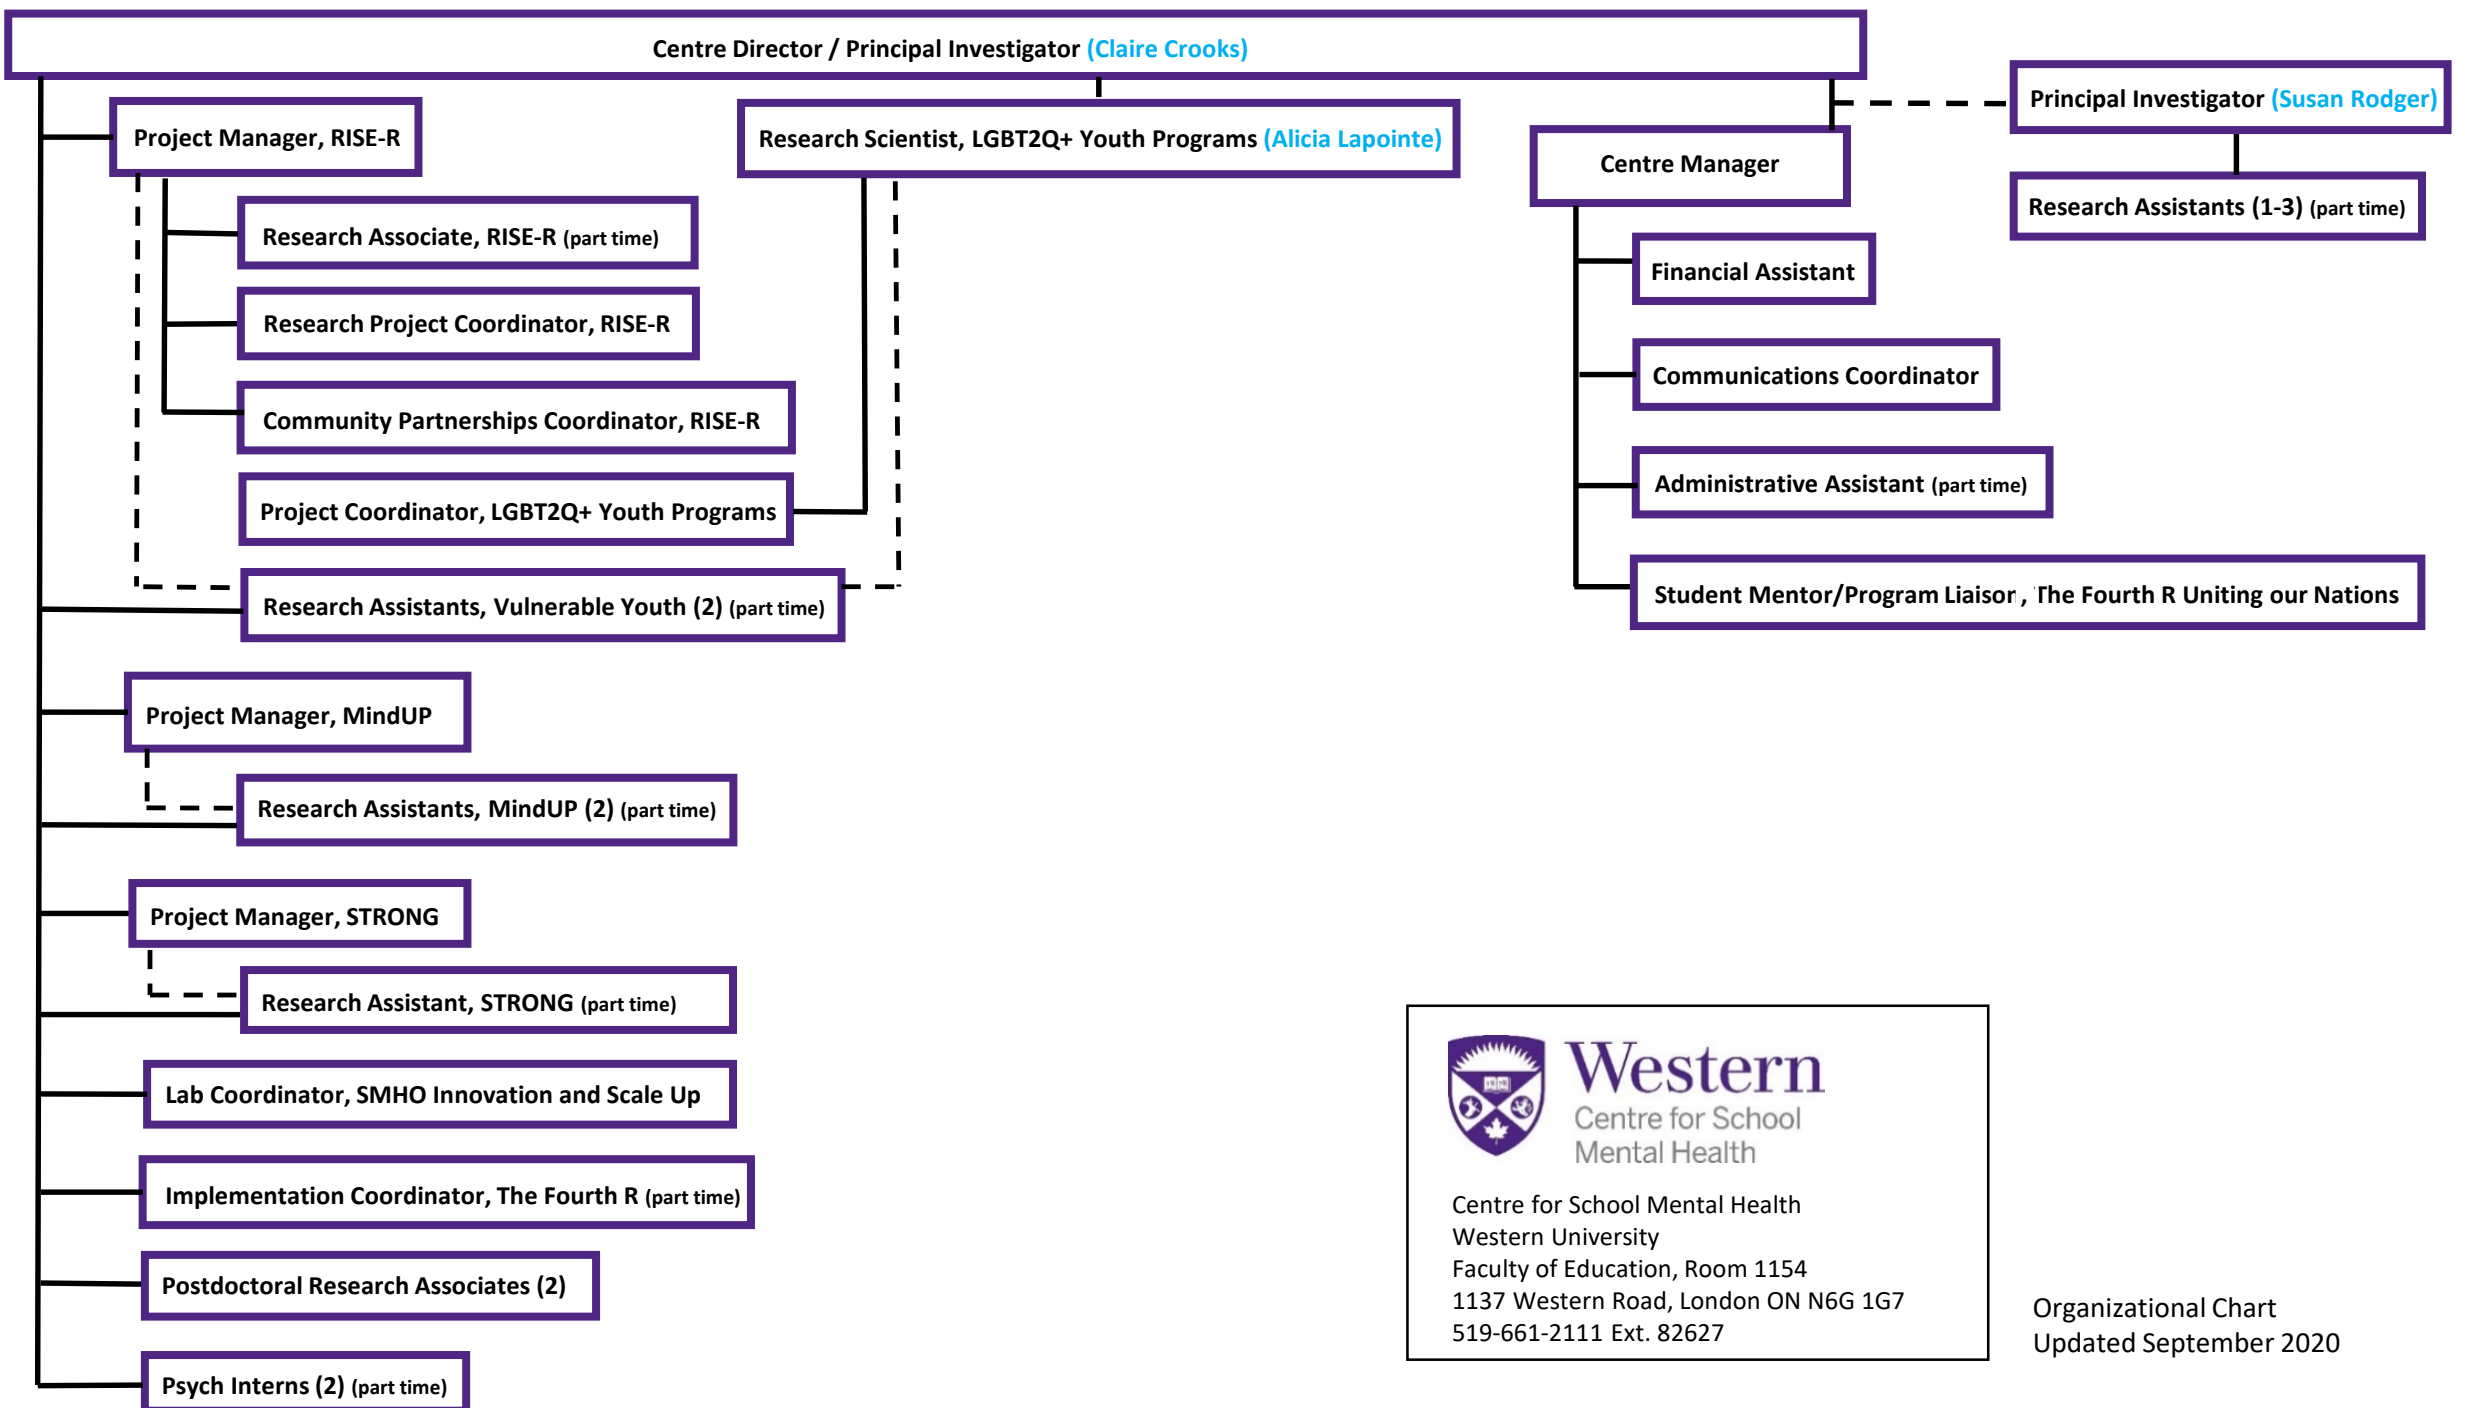 Centre Director / Principal Investigator (Claire Crooks)
Principal Investigator (Susan Rodger)
Research Assistants (1-3) (part time)
Project Manager, RISE-R
Research Associate, RISE-R (part time)
Research Project Coordinator, RISE-R
Community Partnerships Coordinator, RISE-R
Research Scientist, LGBT2Q+ Youth Programs (Alicia Lapointe)
Project Coordinator, LGBT2Q+ Youth Programs
Research Assistants, Vulnerable Youth (2) (part time)
Centre Manager
Financial Assistant
Communications Coordinator
Administrative Assistant (part time)
Student Mentor/Program Liaison, The Fourth R Uniting our Nations
Project Manager, MindUP
Research Assistants, MindUP (2) (part time)
Project Manager, STRONG
Research Assistant, STRONG (part time)
Lab Coordinator, SMHO Innovation and Scale Up
Implementation Coordinator, The Fourth R (part time)
Postdoctoral Research Associates (2)
Psych Interns (2) (part time)
Western
Centre for School
Mental Health
Centre for School Mental Health
Western University
Faculty of Education, Room 1154
1137 Western Road, London ON N6G 1G7
519-661-2111 Ext. 82627
Organizational Chart
Updated September 2020